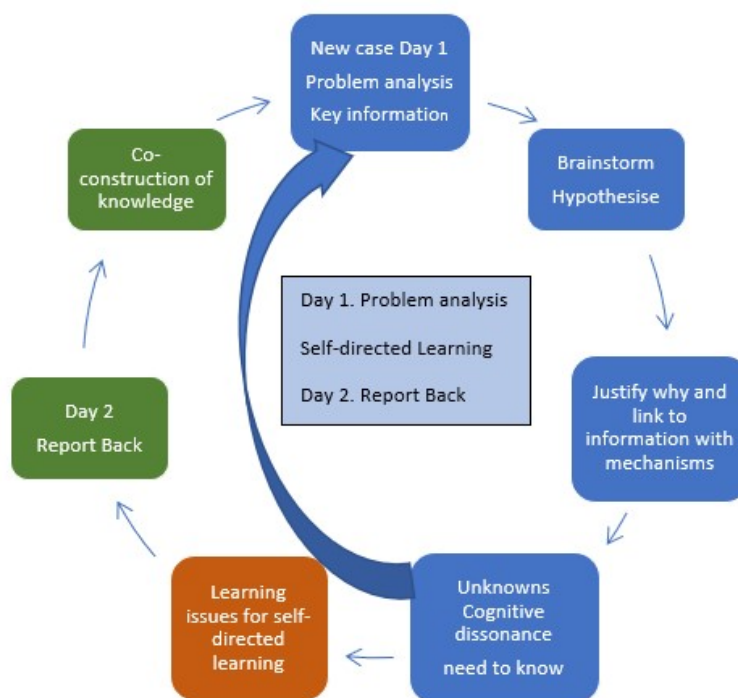 New case Day 1
Problem analysis
Key information
Brainstorm
Hypothesise
Justify why and
link to
information with
mechanisms
Unknowns
Cognitive
dissonance
need to know
Learning
issues for self-
directed
learning
Day 2
Report Back
Co-
construction of
knowledge
Day 1. Problem analysis
Self-directed Learning
Day 2. Report Back